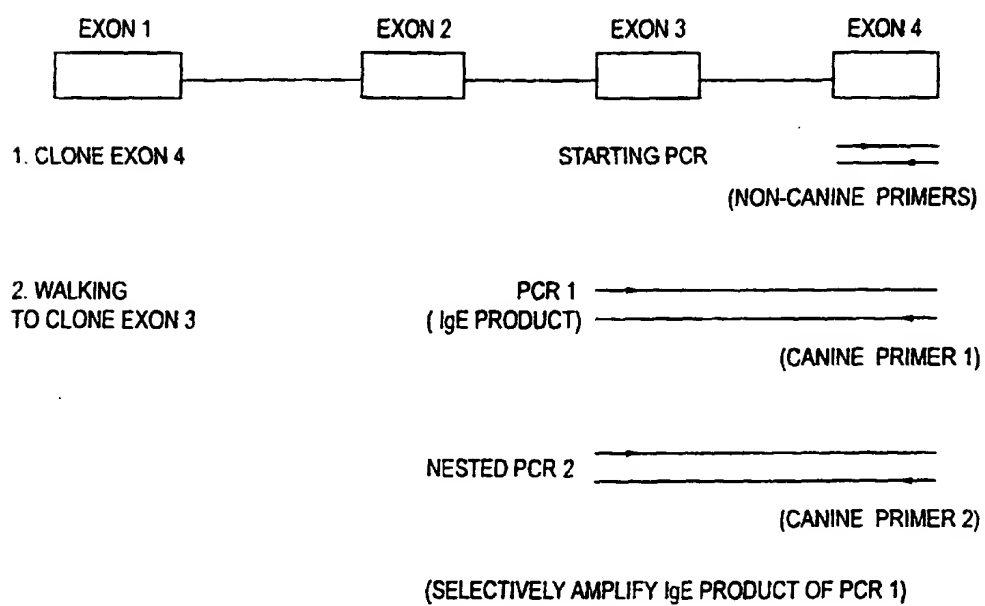 EXON 1 EXON 2 EXON 3 EXON 4
1. CLONE EXON 4 STARTING PCR
(NON-CANINE PRIMERS)
2. WALKING
TO CLONE EXON 3
PCR 1
( IgE PRODUCT)
(CANINE PRIMER 1)
NESTED PCR 2
(CANINE PRIMER 2)
(SELECTIVELY AMPLIFY IgE PRODUCT OF PCR 1)